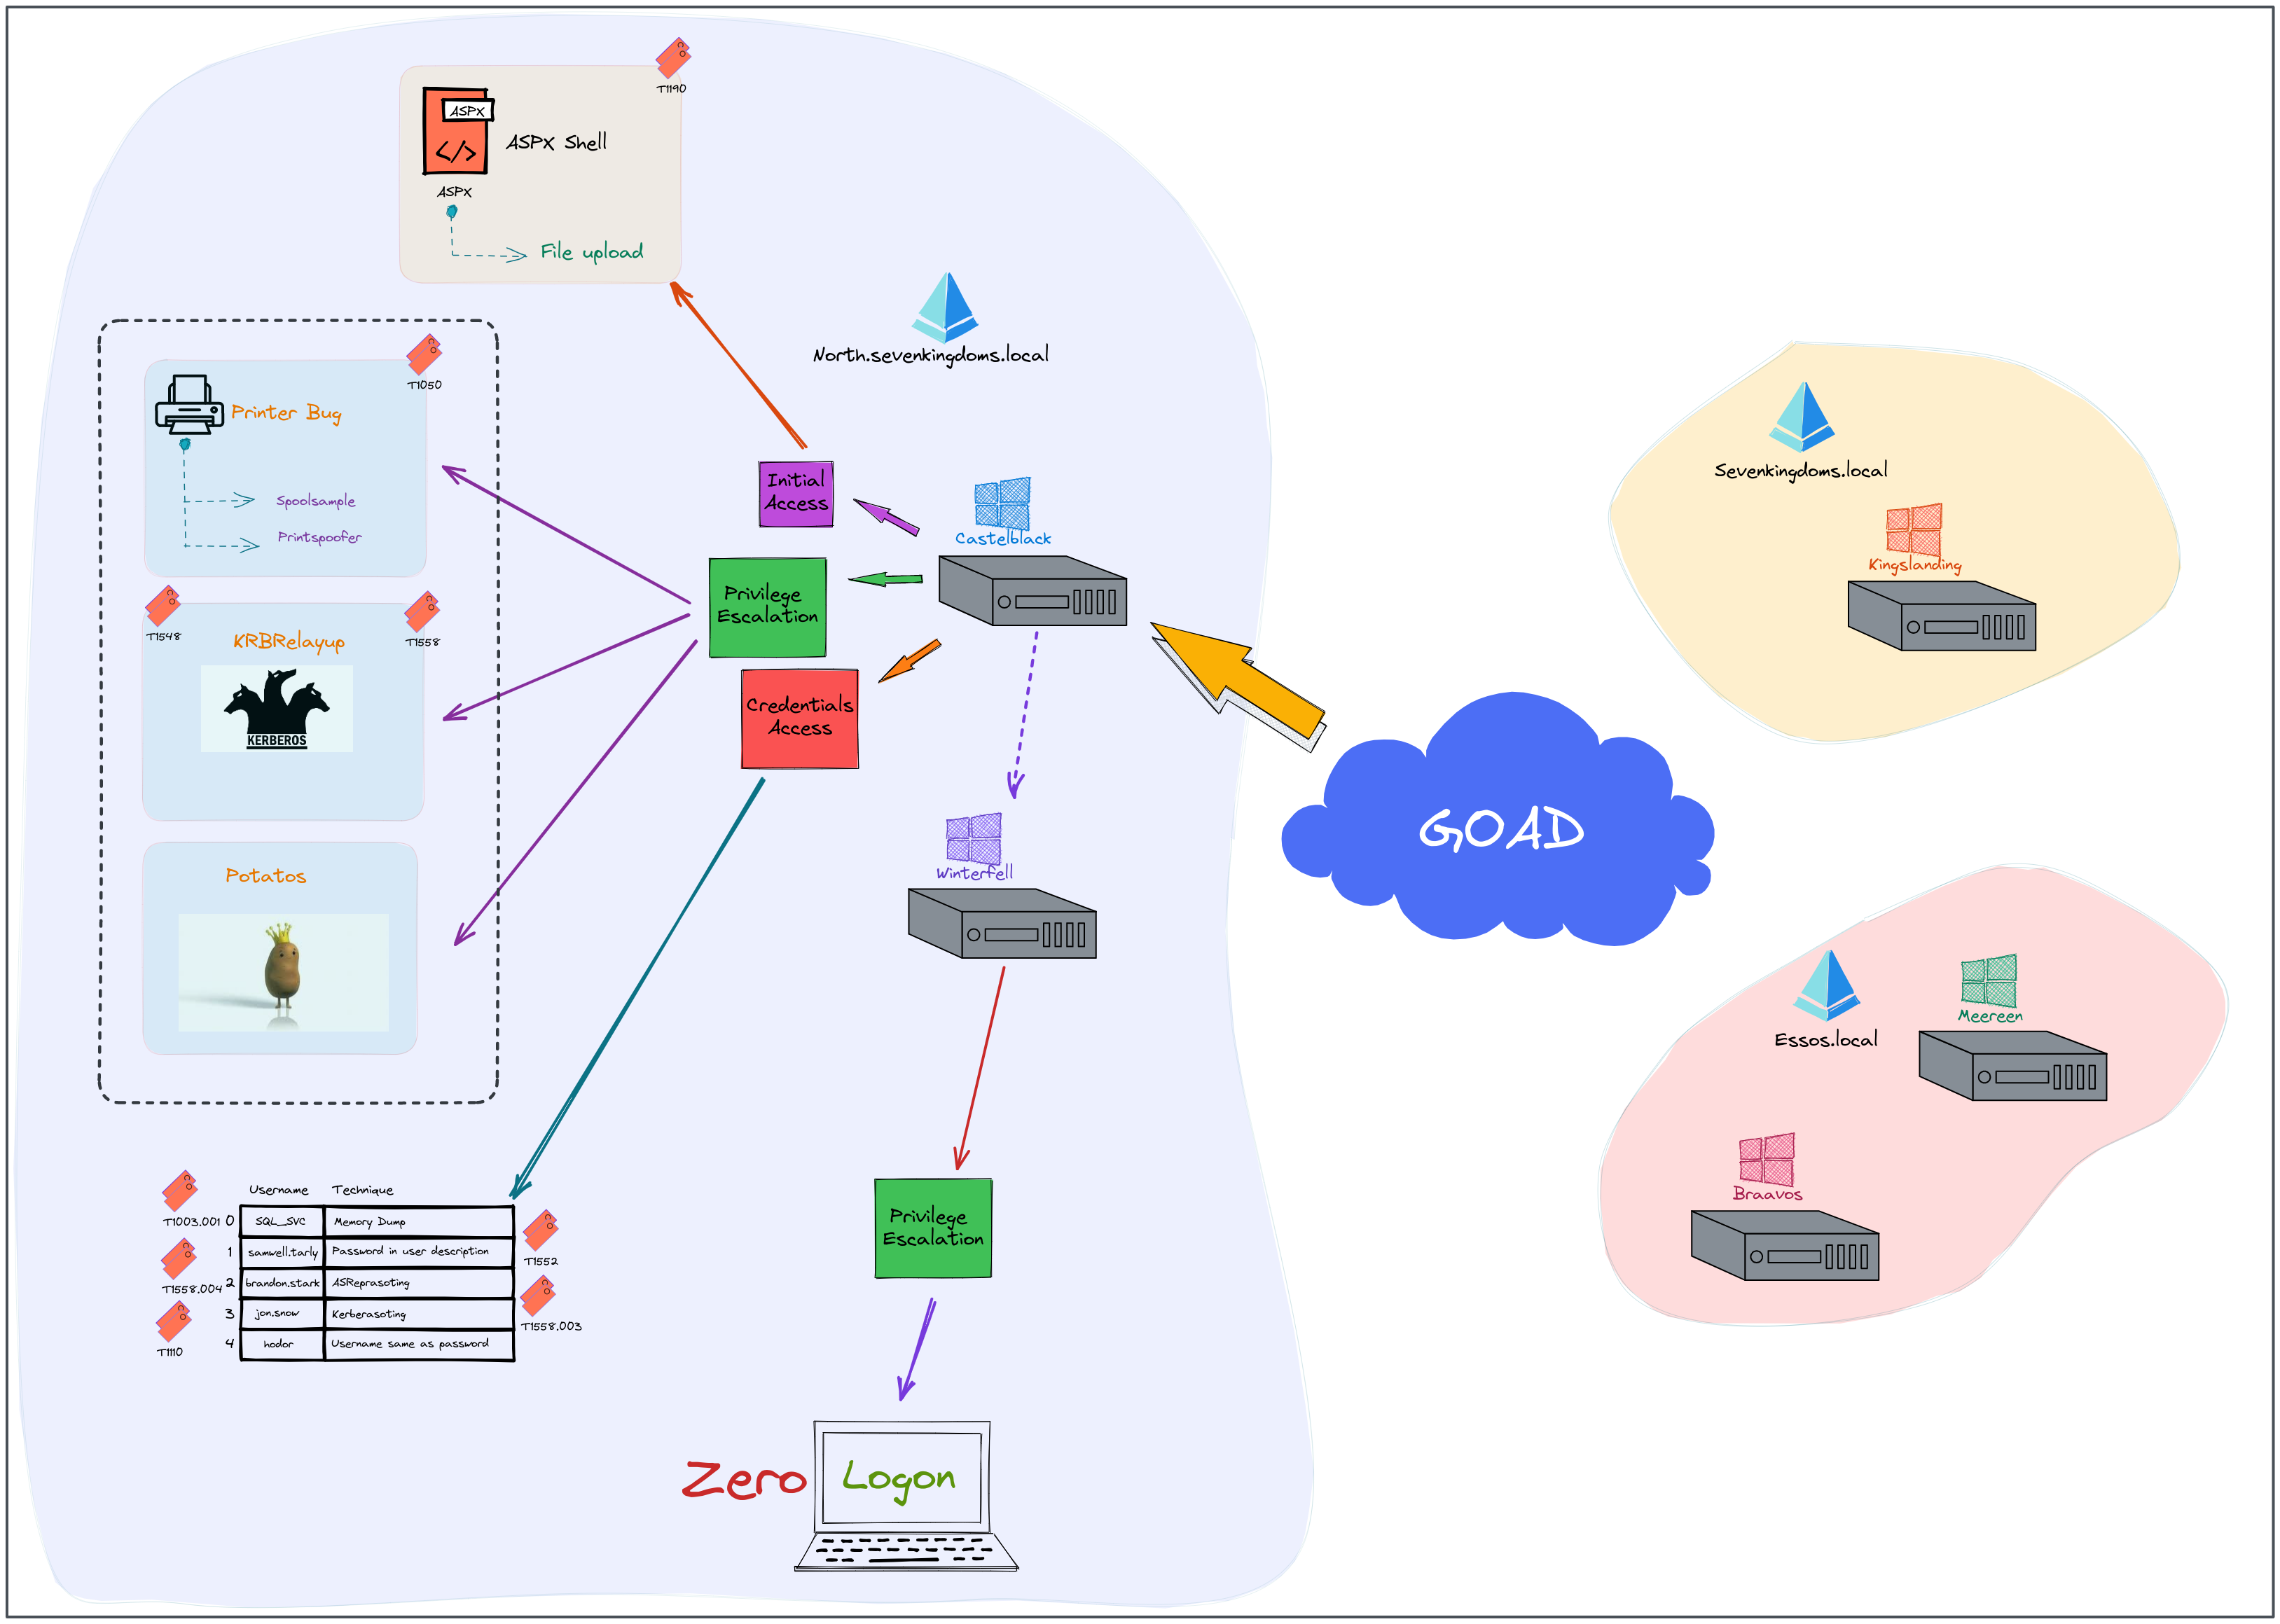 T1190
ASPX
</>
ASPX Shell
ASPX
File upload
North.sevenkingdoms.local
T1050
Printer Bug
Spoolsample
Printspoofer
T1548
T1558
KRBRelayup
KERBEROS
Potatos
Initial
Access
Privilege
Escalation
Credentials
Access
Castelblack
Winterfell
Privilege
Escalation
Zero
Logon
Username Technique
T1003.001 0 SQL_SVC Memory Dump
1 samwell.tarly Password in user description
T1552
T1558.004 2 brandon.stark ASReprasoting
3 jon.snow Kerberasoting
T1558.003
T1110
4 hodor Username same as password
GOAD
Sevenkingdoms.local
Kingslanding
Essos.local
Meereen
Braavos